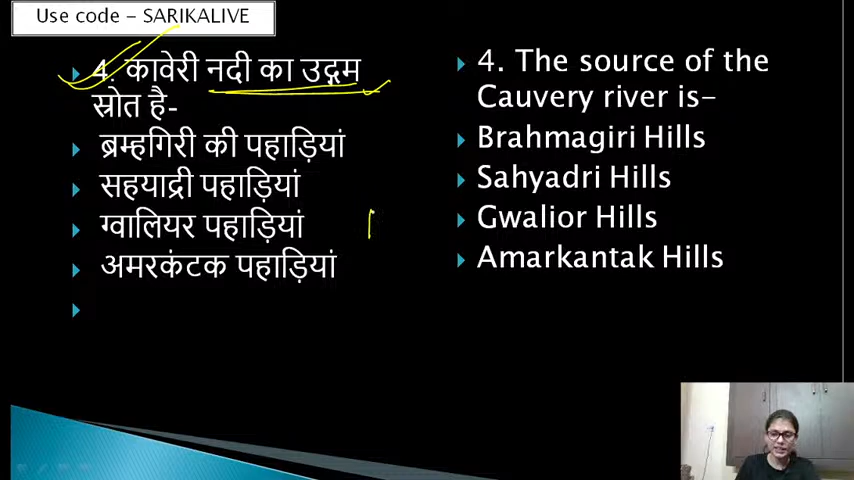 Use code – SARIKALIVE
4. कावेरी नदी का उद्गम
स्रोत है-
ब्रम्हगिरी की पहाड़ियां
सहयाद्री पहाड़ियां
ग्वालियर पहाड़ियां
अमरकंटक पहाड़ियां
4. The source of the
Cauvery river is-
Brahmagiri Hills
Sahyadri Hills
Gwalior Hills
Amarkantak Hills